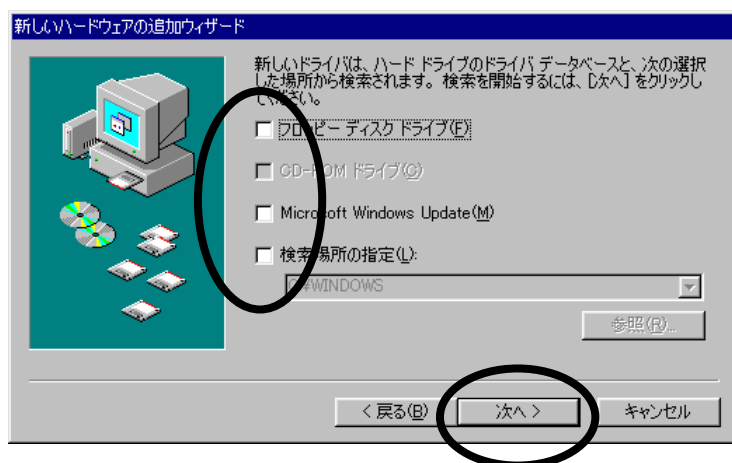 新しいハードウェアの追加ウィザード
新しいドライバは、ハード ドライブのドライバ データベースと、次の選択
した場所から検索されます。検索を開始するには、[次へ] をクリックし
てください。
フロッピー ディスク ドライブ(F)
CD-ROM ドライブ(C)
Microsoft Windows Update(M)
検索場所の指定(L):
C:¥WINDOWS
参照(R)...
< 戻る(B)
次へ >
キャンセル